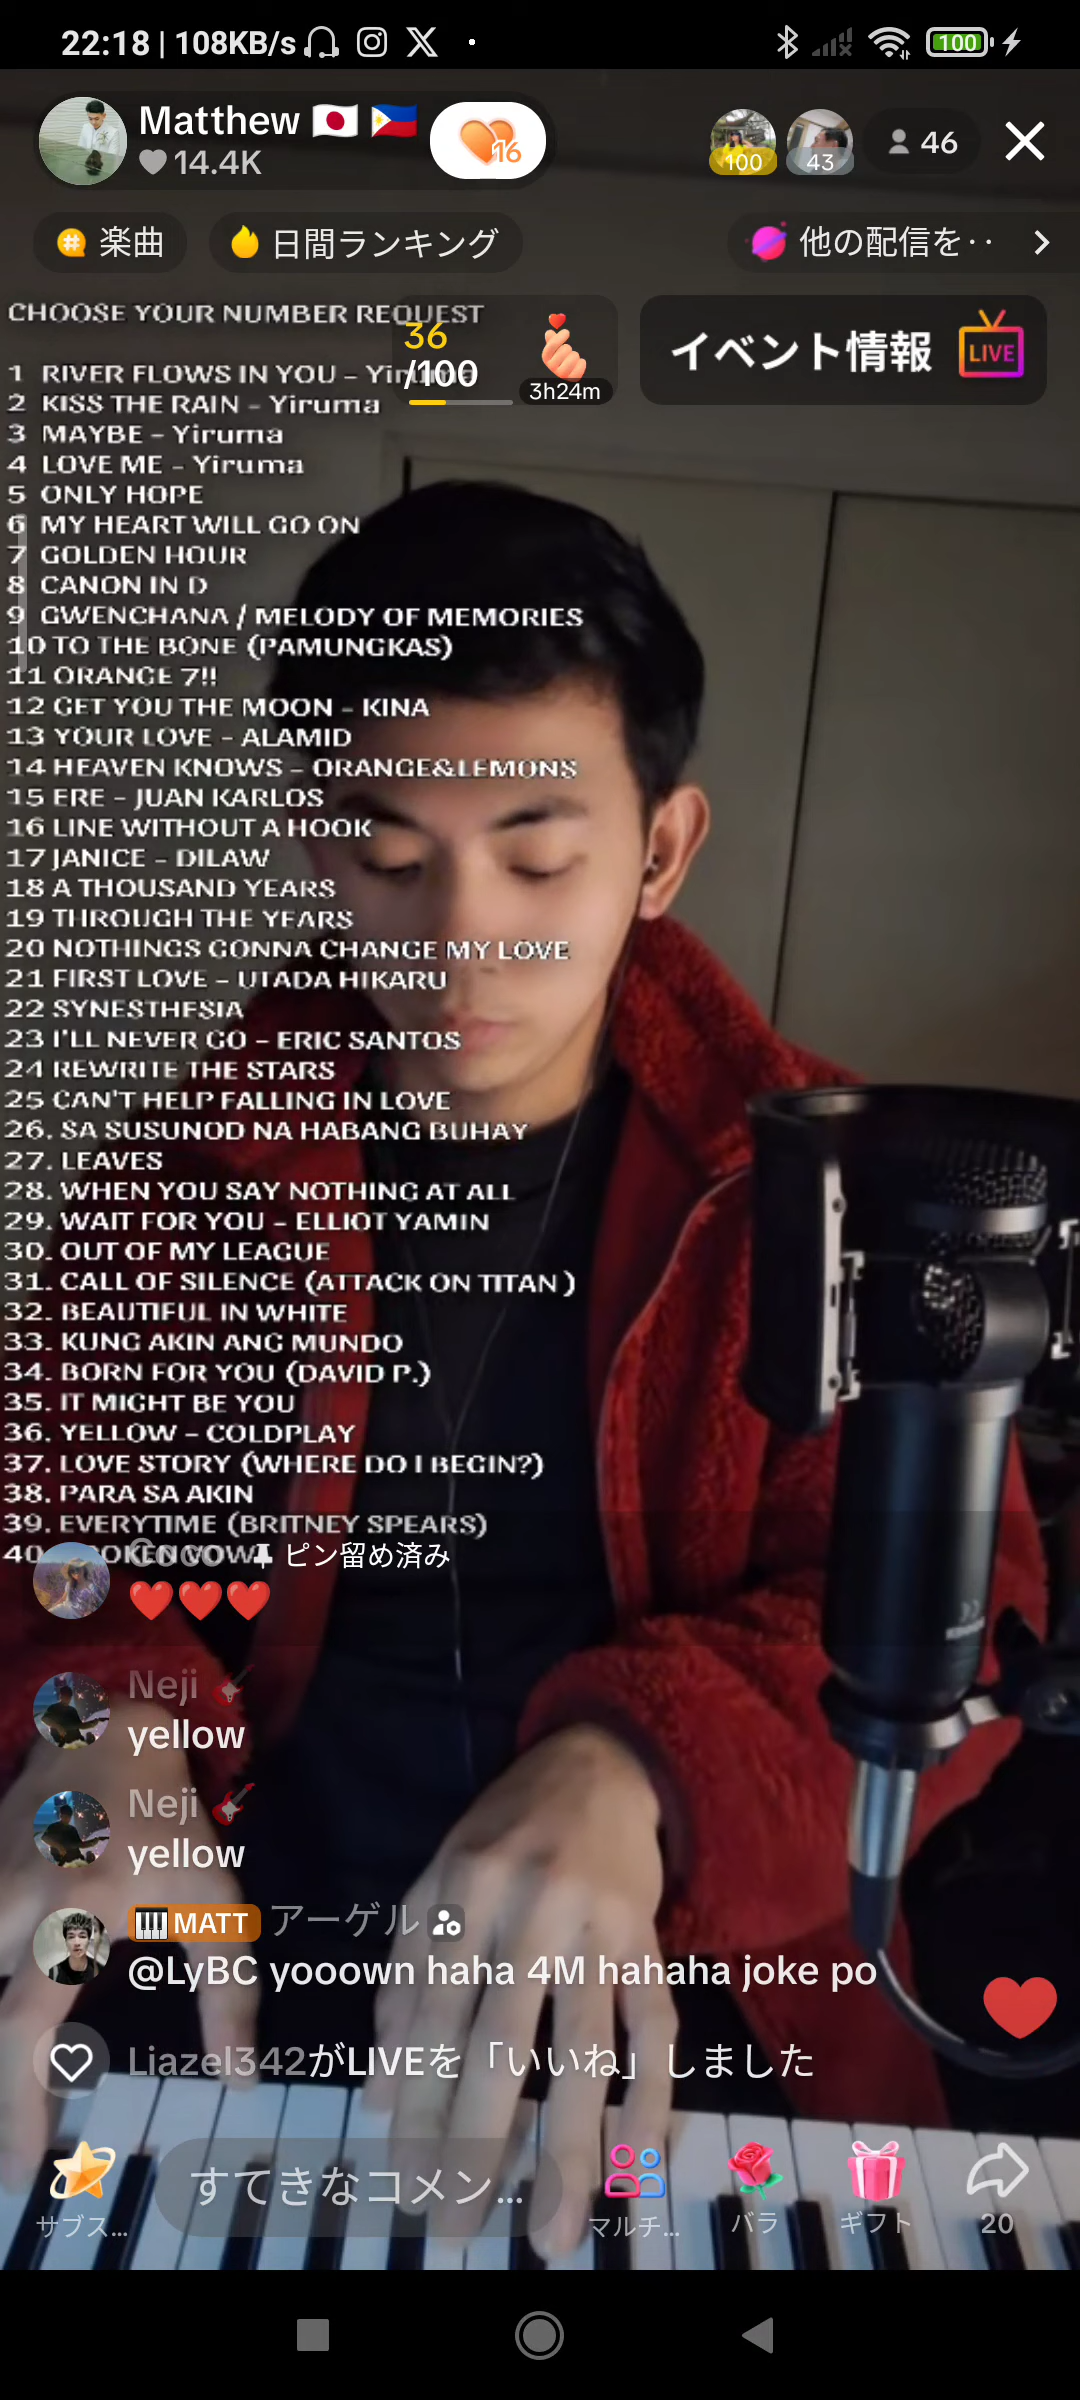 22:18 | 108KB/s
100
Matthew 🇯🇵 🇵🇭
14.4K
16
100
43
46
楽曲
日間ランキング
他の配信を··
CHOOSE YOUR NUMBER REQUEST
36
/100
3h24m
イベント情報
LIVE
1 RIVER FLOWS IN YOU –
2 KISS THE RAIN – Yiruma
3 MAYBE – Yiruma
4 LOVE ME – Yiruma
5 ONLY HOPE
6 MY HEART WILL GO ON
7 GOLDEN HOUR
8 CANON IN D
9 GWENCHANA / MELODY OF MEMORIES
10 TO THE BONE (PAMUNGKAS)
11 ORANGE 7!!
12 GET YOU THE MOON – KINA
13 YOUR LOVE – ALAMID
14 HEAVEN KNOWS – ORANGE&LEMONS
15 ERE – JUAN KARLOS
16 LINE WITHOUT A HOOK
17 JANICE – DILAW
18 A THOUSAND YEARS
19 THROUGH THE YEARS
20 NOTHINGS GONNA CHANGE MY LOVE
21 FIRST LOVE – UTADA HIKARU
22 SYNESTHESIA
23 I'LL NEVER GO – ERIC SANTOS
24 REWRITE THE STARS
25 CAN'T HELP FALLING IN LOVE
26. SA SUSUNOD NA HABANG BUHAY
27. LEAVES
28. WHEN YOU SAY NOTHING AT ALL
29. WAIT FOR YOU – ELLIOT YAMIN
30. OUT OF MY LEAGUE
31. CALL OF SILENCE (ATTACK ON TITAN )
32. BEAUTIFUL IN WHITE
33. KUNG AKIN ANG MUNDO
34. BORN FOR YOU (DAVID P.)
35. IT MIGHT BE YOU
36. YELLOW – COLDPLAY
37. LOVE STORY (WHERE DO I BEGIN?)
38. PARA SA AKIN
39. EVERYTIME (BRITNEY SPEARS)
40
ピン留め済み
❤️❤️❤️
Neji 🎸
yellow
Neji 🎸
yellow
🎹 MATT アーゲル
@LyBC yooown haha 4M hahaha joke po
Liazel342がLIVEを「いいね」しました
すてきなコメン...
サブス...
マルチ...
バラ
ギフト
20